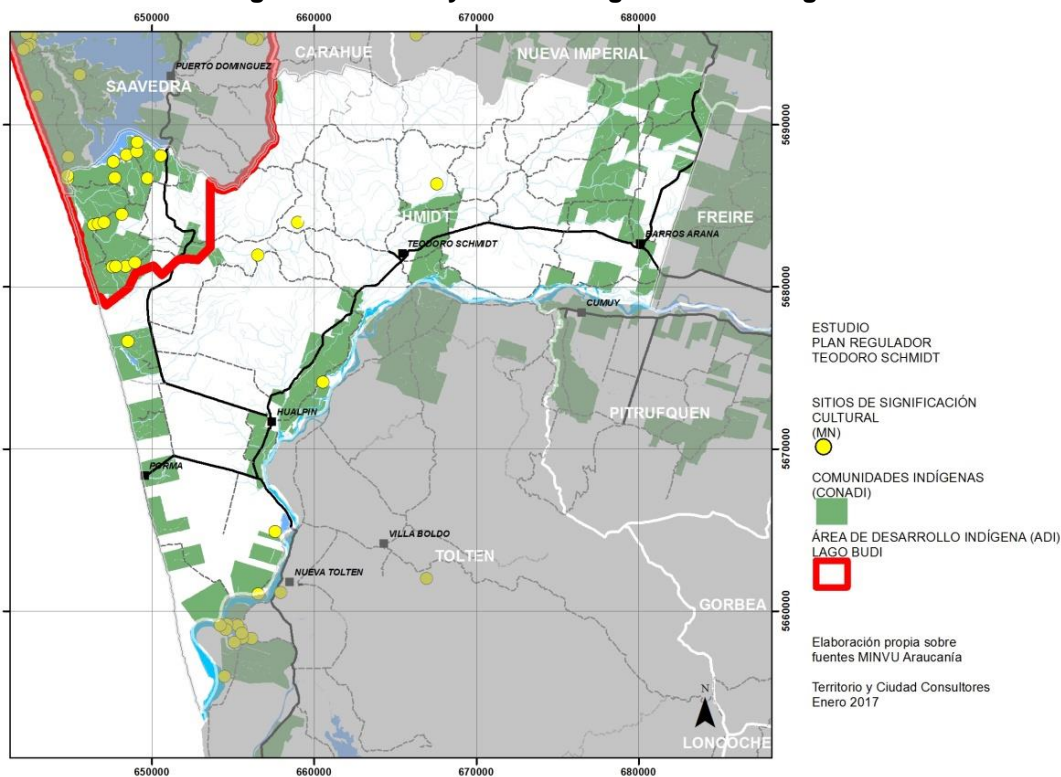 650000 660000 670000 680000
CARAHUE
NUEVA IMPERIAL
PUERTO DOMINGUEZ
SAAVEDRA
5690000
FREIRE
HMIDT
TEODORO SCHMIDT
BARROS ARANA
5680000
CUMUY
PITRUFQUEN
HUALPIN
5670000
PORMA
VILLA BOLDO
TOLTEN
NUEVA TOLTEN
GORBEA
5660000
N
LONCOCHE
650000 660000 670000 680000
ESTUDIO
PLAN REGULADOR
TEODORO SCHMIDT
SITIOS DE SIGNIFICACIÓN
CULTURAL
(MN)
COMUNIDADES INDÍGENAS
(CONADI)
ÁREA DE DESARROLLO INDÍGENA (ADI)
LAGO BUDI
Elaboración propia sobre
fuentes MINVU Araucanía
Territorio y Ciudad Consultores
Enero 2017